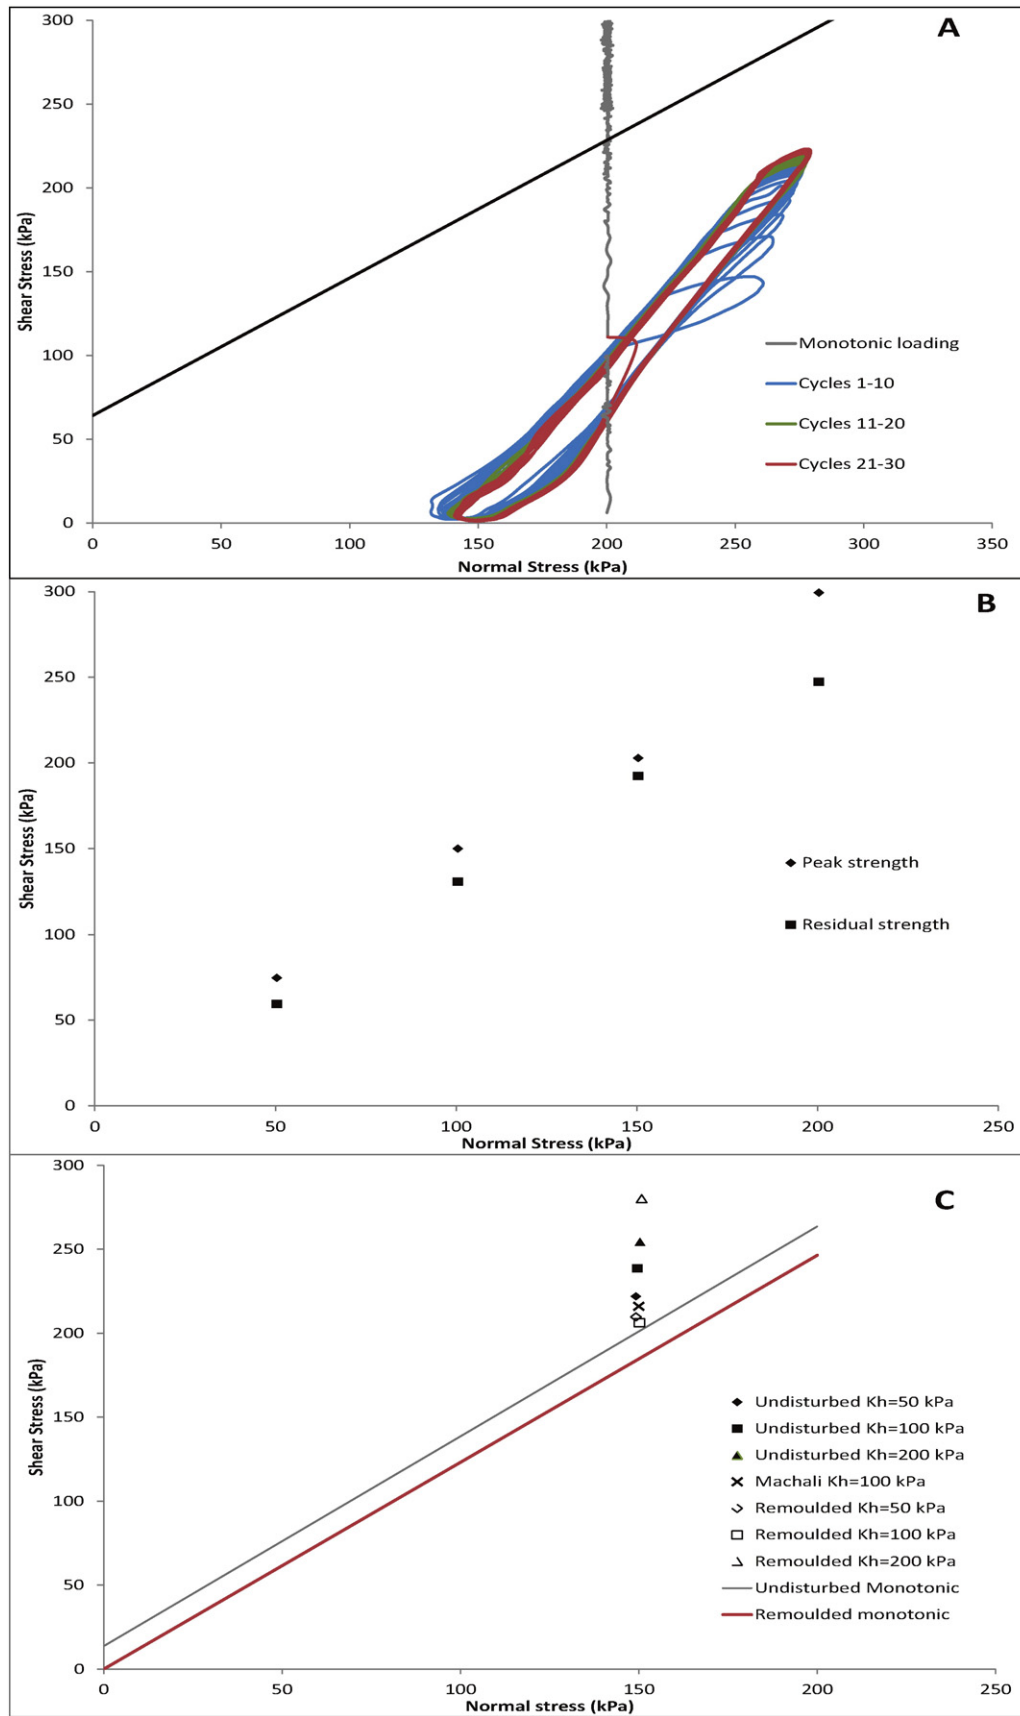 A
300
250
200
150
100
50
0
Shear Stress (kPa)
Monotonic loading
Cycles 1-10
Cycles 11-20
Cycles 21-30
0 50 100 150 200 250 300 350
Normal Stress (kPa)
B
300
250
200
150
100
50
0
Shear Stress (kPa)
Peak strength
Residual strength
0 50 100 150 200 250
Normal Stress (kPa)
C
300
250
200
150
100
50
0
Shear Stress (kPa)
Undisturbed Kh=50 kPa
Undisturbed Kh=100 kPa
Undisturbed Kh=200 kPa
Machali Kh=100 kPa
Remoulded Kh=50 kPa
Remoulded Kh=100 kPa
Remoulded Kh=200 kPa
Undisturbed Monotonic
Remoulded monotonic
0 50 100 150 200 250
Normal stress (kPa)